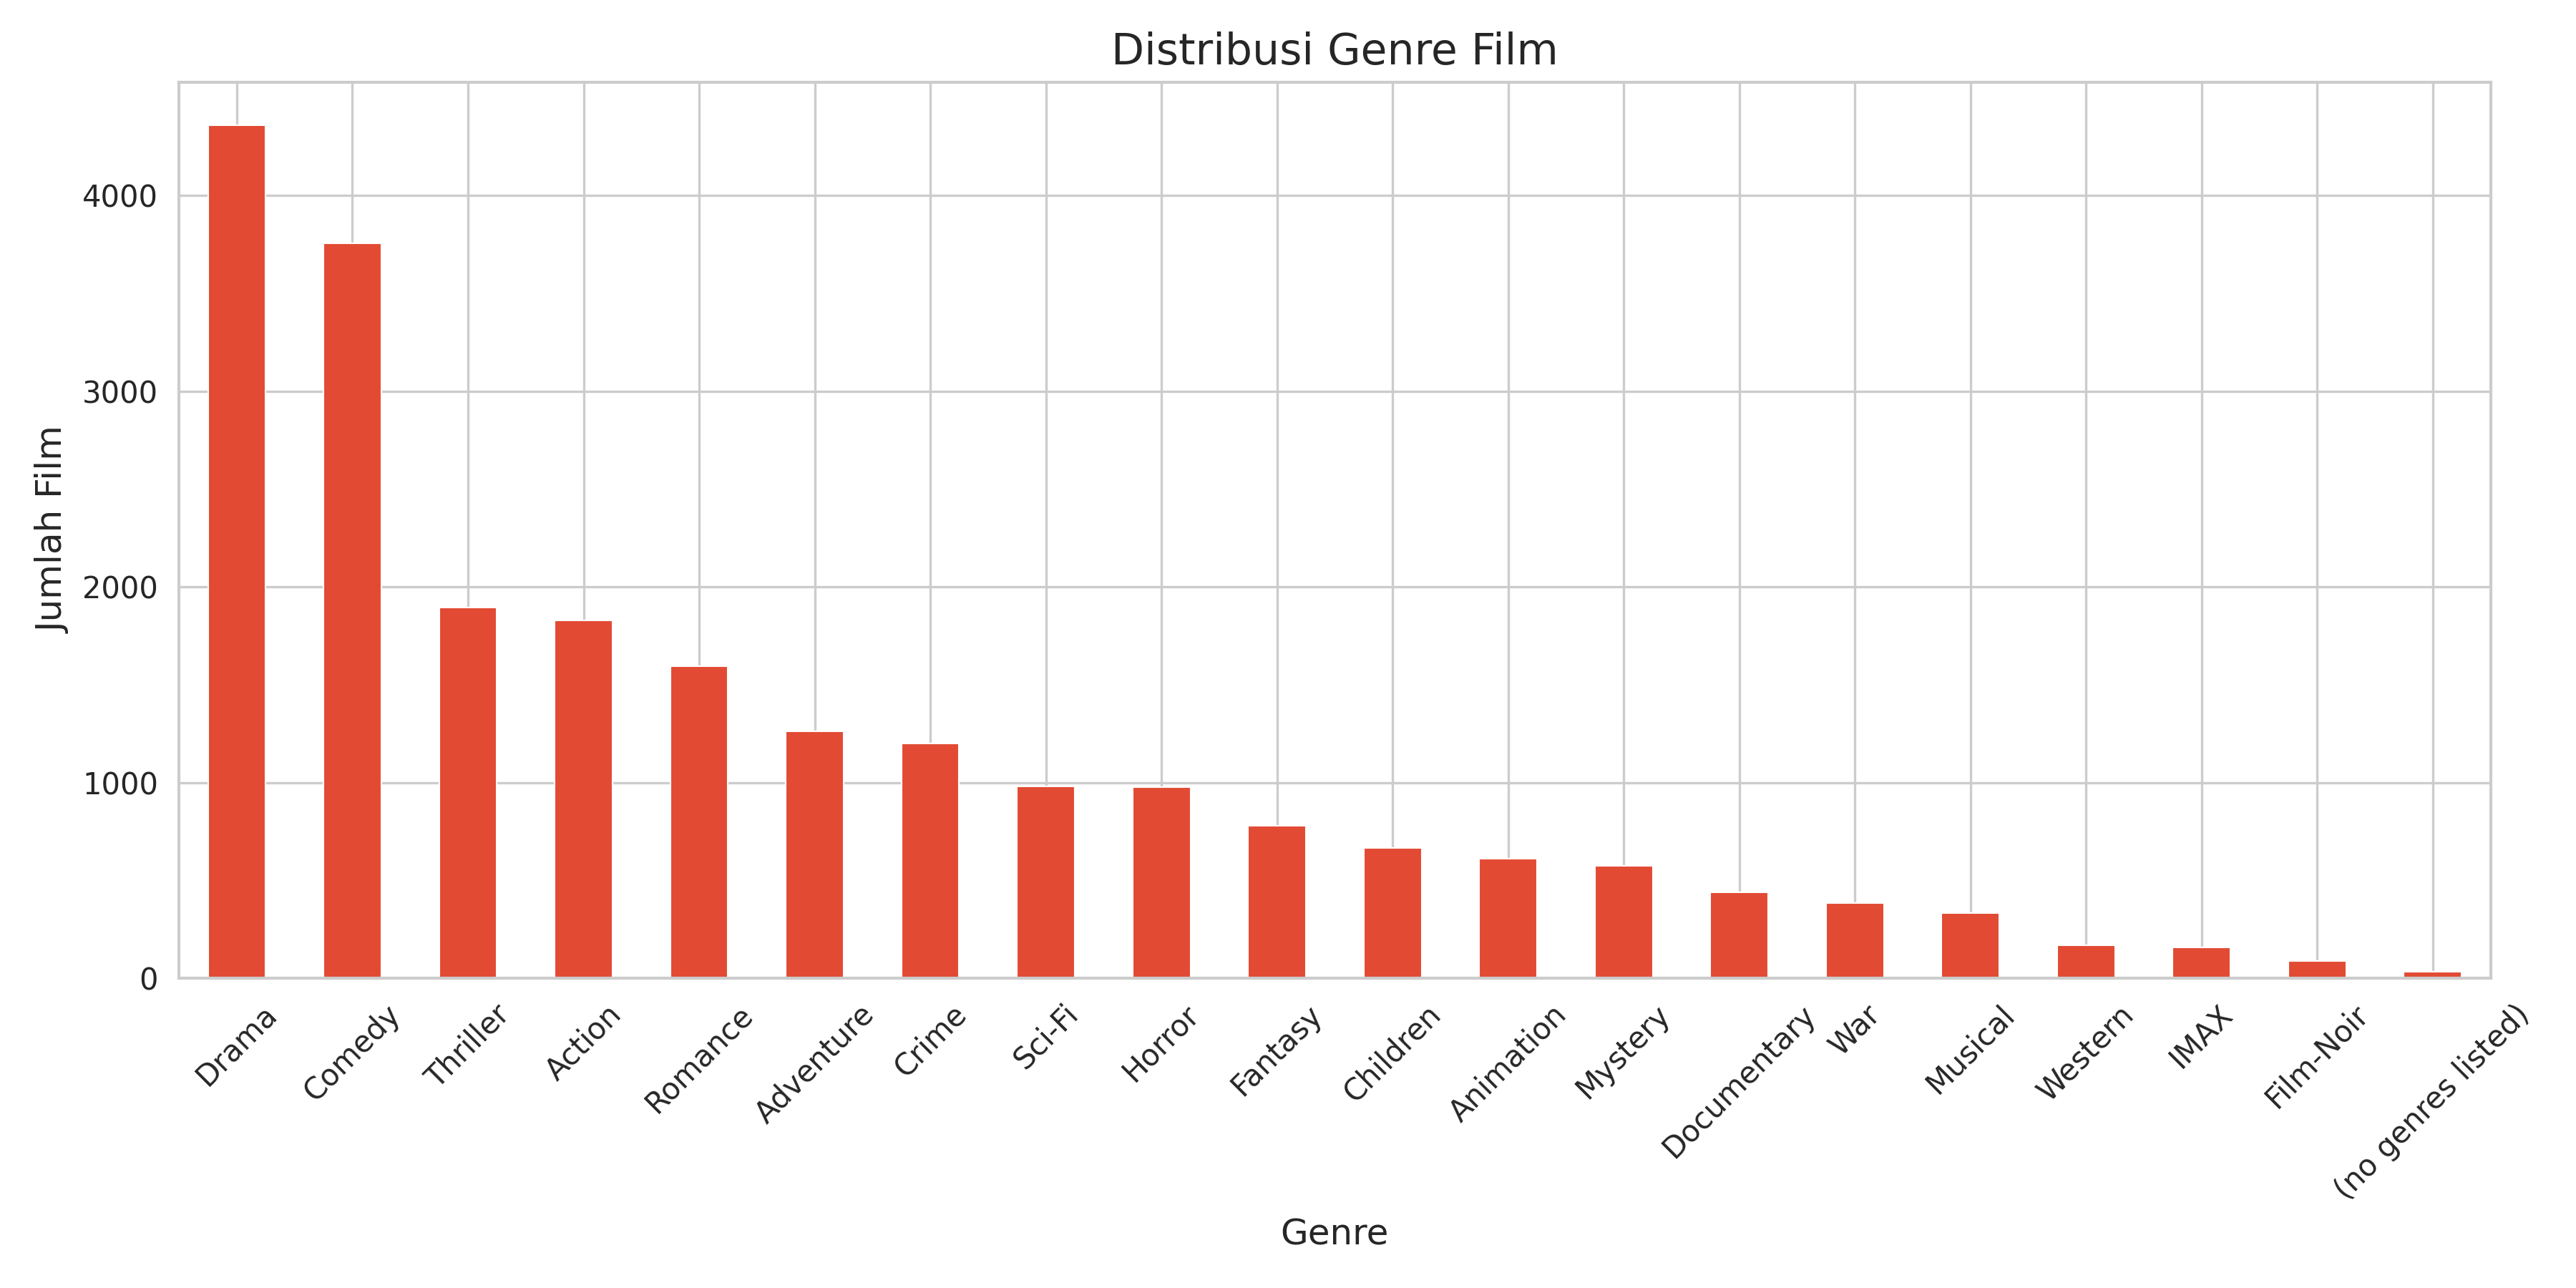 Distribusi Genre Film
Jumlah Film
4000
3000
2000
1000
0
Drama
Comedy
Thriller
Action
Romance
Adventure
Crime
Sci-Fi
Horror
Fantasy
Children
Animation
Mystery
Documentary
War
Musical
Western
IMAX
Film-Noir
(no genres listed)
Genre